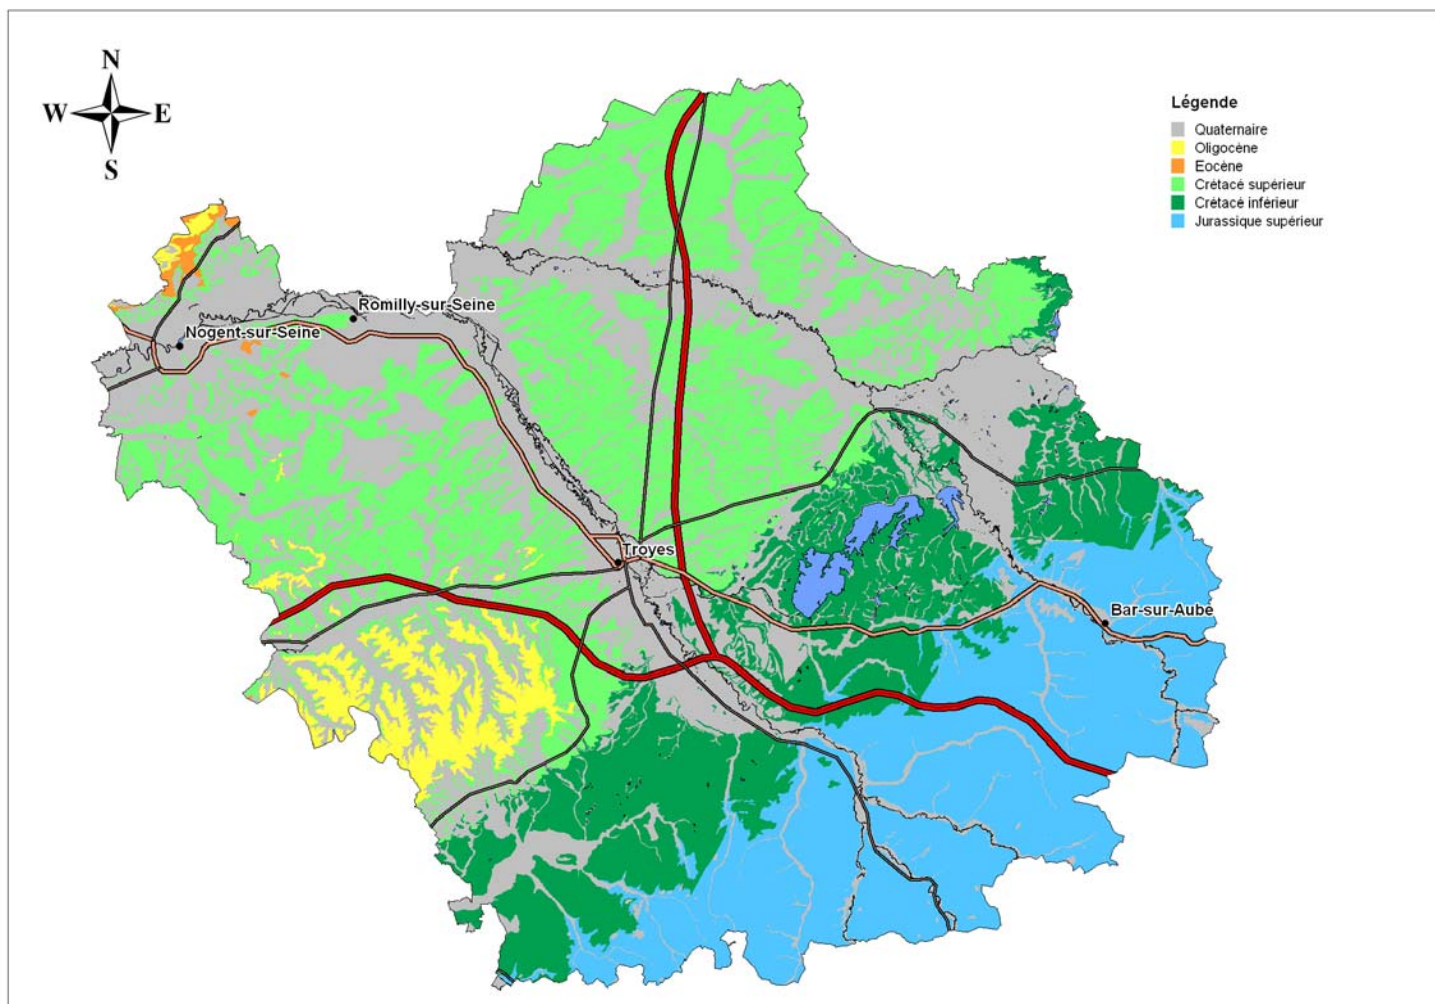 N
W E
S
Légende
Quaternaire
Oligocène
Eocène
Crétacé supérieur
Crétacé inférieur
Jurassique supérieur
Romilly-sur-Seine
Nogent-sur-Seine
Troyes
Bar-sur-Aube